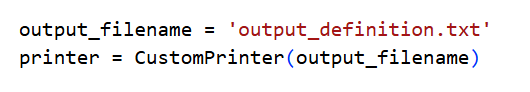 output_filename = 'output_definition.txt'
printer = CustomPrinter(output_filename)